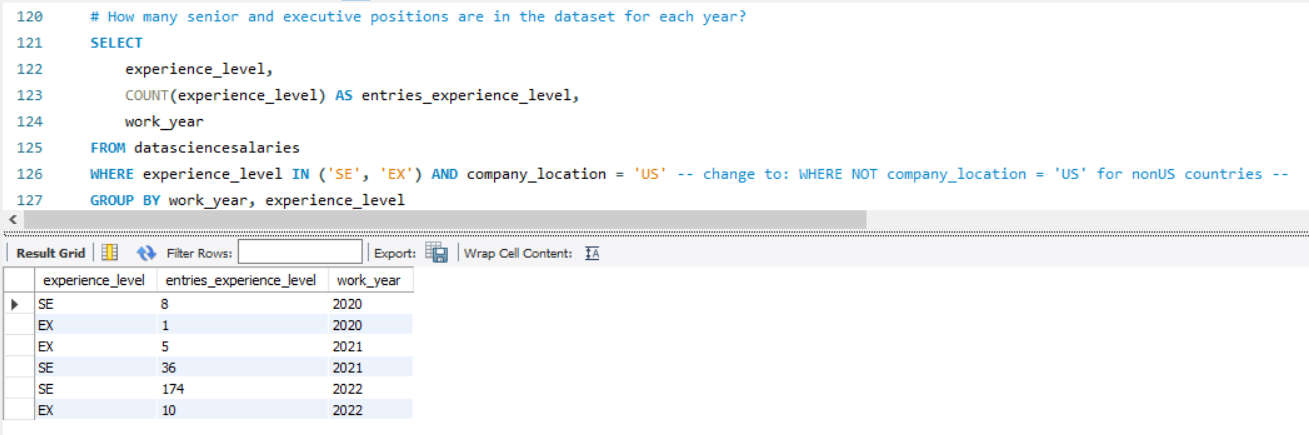 120 # How many senior and executive positions are in the dataset for each year?
121 SELECT
122 experience_level,
123 COUNT(experience_level) AS entries_experience_level,
124 work_year
125 FROM datasciencesalaries
126 WHERE experience_level IN ('SE', 'EX') AND company_location = 'US' -- change to: WHERE NOT company_location = 'US' for nonUS countries --
127 GROUP BY work_year, experience_level
Result Grid Filter Rows: Export: Wrap Cell Content: IA
experience_level entries_experience_level work_year
SE 8 2020
EX 1 2020
EX 5 2021
SE 36 2021
SE 174 2022
EX 10 2022